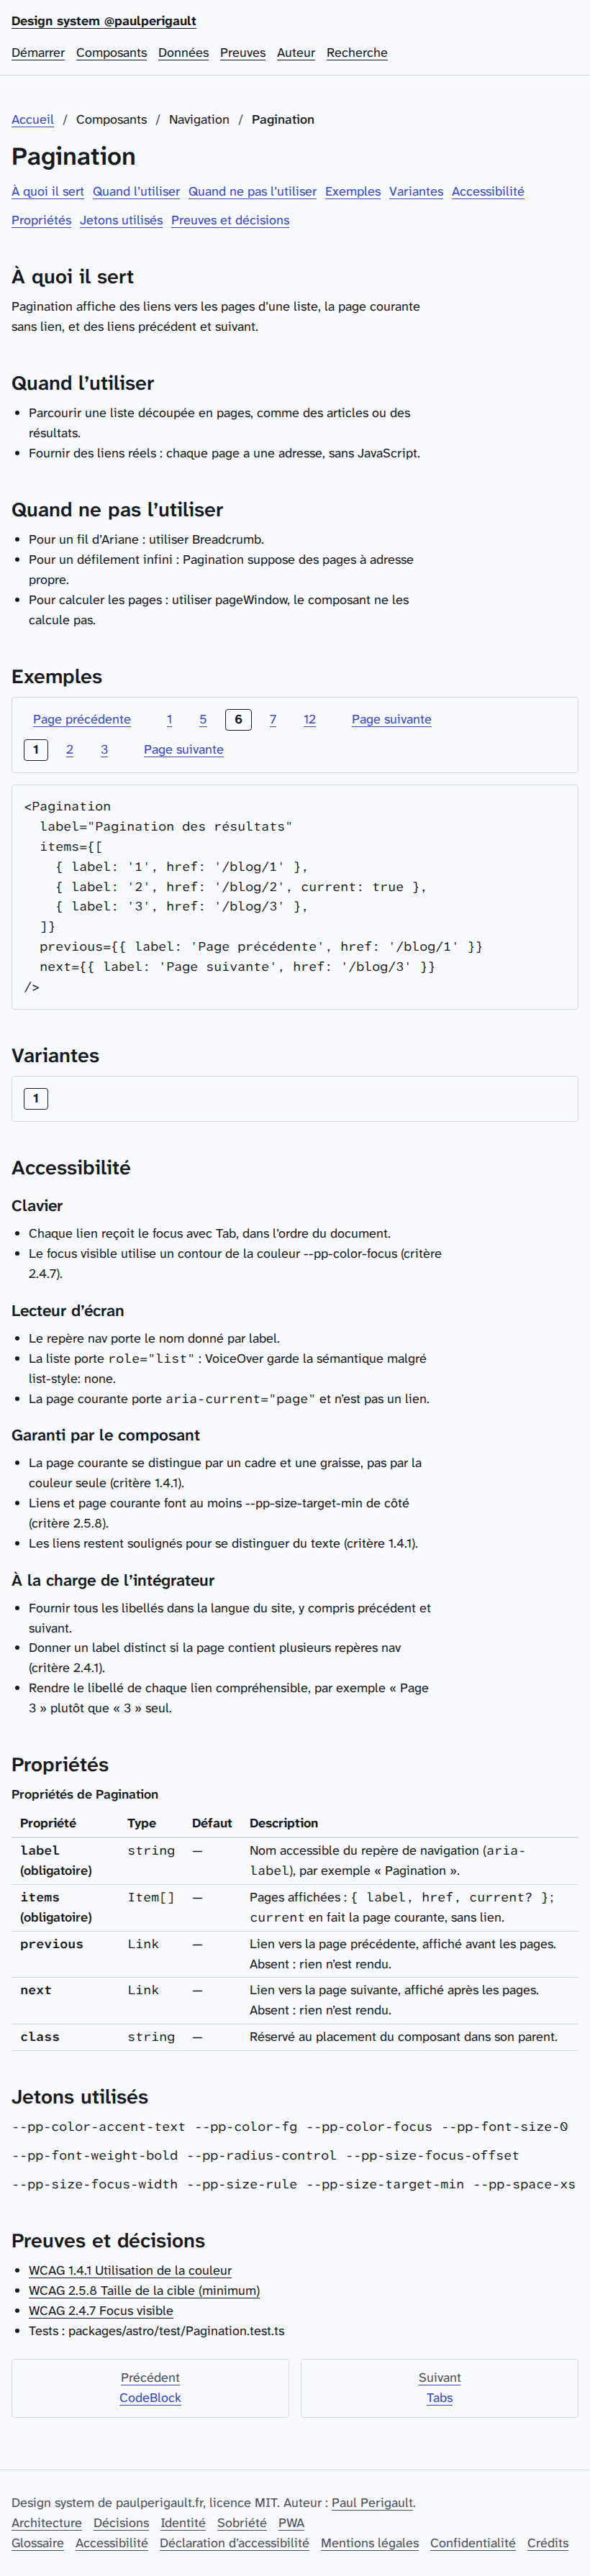 Design system @paulperigault
Démarrer Composants Données Preuves Auteur Recherche
Accueil / Composants / Navigation / Pagination
Pagination
À quoi il sert Quand l’utiliser Quand ne pas l’utiliser Exemples Variantes Accessibilité
Propriétés Jetons utilisés Preuves et décisions
À quoi il sert
Pagination affiche des liens vers les pages d’une liste, la page courante
sans lien, et des liens précédent et suivant.
Quand l’utiliser
• Parcourir une liste découpée en pages, comme des articles ou des
résultats.
• Fournir des liens réels : chaque page a une adresse, sans JavaScript.
Quand ne pas l’utiliser
• Pour un fil d’Ariane : utiliser Breadcrumb.
• Pour un défilement infini : Pagination suppose des pages à adresse
propre.
• Pour calculer les pages : utiliser pageWindow, le composant ne les
calcule pas.
Exemples
Page précédente 1 5 6 7 12 Page suivante
1 2 3 Page suivante
<Pagination
  label="Pagination des résultats"
  items={[
    { label: '1', href: '/blog/1' },
    { label: '2', href: '/blog/2', current: true },
    { label: '3', href: '/blog/3' },
  ]}
  previous={{ label: 'Page précédente', href: '/blog/1' }}
  next={{ label: 'Page suivante', href: '/blog/3' }}
/>
Variantes
1
Accessibilité
Clavier
• Chaque lien reçoit le focus avec Tab, dans l’ordre du document.
• Le focus visible utilise un contour de la couleur --pp-color-focus (critère
2.4.7).
Lecteur d’écran
• Le repère nav porte le nom donné par label.
• La liste porte role="list" : VoiceOver garde la sémantique malgré
list-style: none.
• La page courante porte aria-current="page" et n’est pas un lien.
Garanti par le composant
• La page courante se distingue par un cadre et une graisse, pas par la
couleur seule (critère 1.4.1).
• Liens et page courante font au moins --pp-size-target-min de côté
(critère 2.5.8).
• Les liens restent soulignés pour se distinguer du texte (critère 1.4.1).
À la charge de l’intégrateur
• Fournir tous les libellés dans la langue du site, y compris précédent et
suivant.
• Donner un label distinct si la page contient plusieurs repères nav
(critère 2.4.1).
• Rendre le libellé de chaque lien compréhensible, par exemple « Page
3 » plutôt que « 3 » seul.
Propriétés
Propriétés de Pagination
Propriété Type Défaut Description
label string — Nom accessible du repère de navigation (aria-
(obligatoire) label), par exemple « Pagination ».
items Item[] — Pages affichées : { label, href, current? };
(obligatoire) current en fait la page courante, sans lien.
previous Link — Lien vers la page précédente, affiché avant les pages.
Absent : rien n’est rendu.
next Link — Lien vers la page suivante, affiché après les pages.
Absent : rien n’est rendu.
class string — Réservé au placement du composant dans son parent.
Jetons utilisés
--pp-color-accent-text --pp-color-fg --pp-color-focus --pp-font-size-0
--pp-font-weight-bold --pp-radius-control --pp-size-focus-offset
--pp-size-focus-width --pp-size-rule --pp-size-target-min --pp-space-xs
Preuves et décisions
• WCAG 1.4.1 Utilisation de la couleur
• WCAG 2.5.8 Taille de la cible (minimum)
• WCAG 2.4.7 Focus visible
• Tests : packages/astro/test/Pagination.test.ts
Précédent Suivant
CodeBlock Tabs
Design system de paulperigault.fr, licence MIT. Auteur : Paul Perigault.
Architecture Décisions Identité Sobriété PWA
Glossaire Accessibilité Déclaration d’accessibilité Mentions légales Confidentialité Crédits